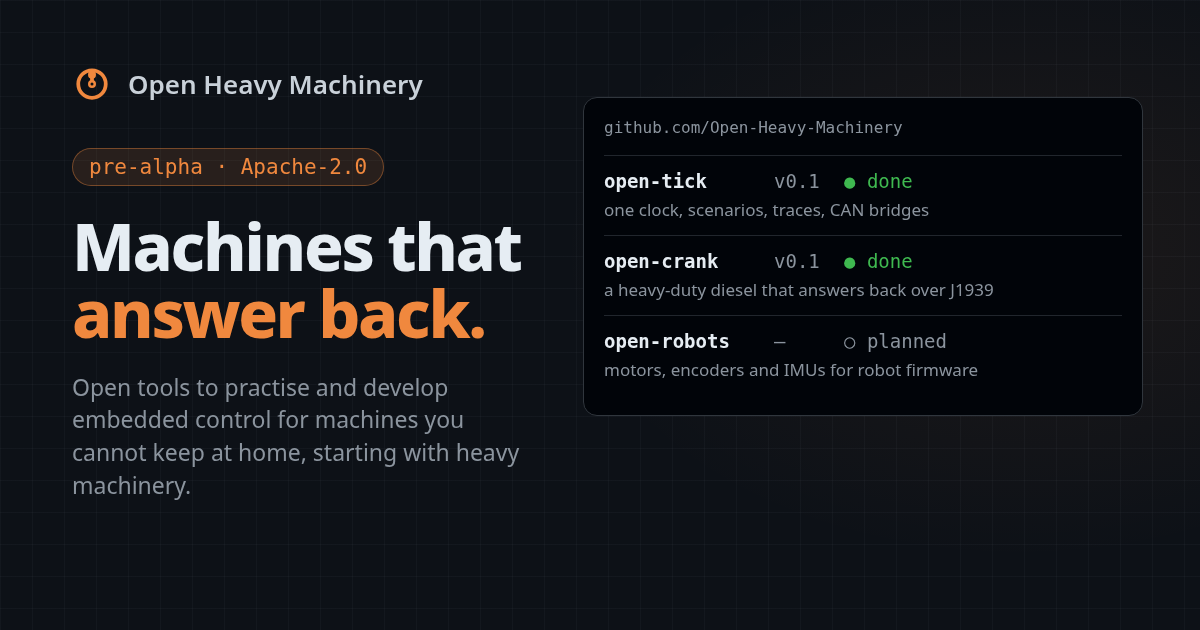 Open Heavy Machinery
pre-alpha · Apache-2.0
Machines that
answer back.
Open tools to practise and develop
embedded control for machines you
cannot keep at home, starting with heavy
machinery.
github.com/Open-Heavy-Machinery
open-tick v0.1 ● done
one clock, scenarios, traces, CAN bridges
open-crank v0.1 ● done
a heavy-duty diesel that answers back over J1939
open-robots — ○ planned
motors, encoders and IMUs for robot firmware